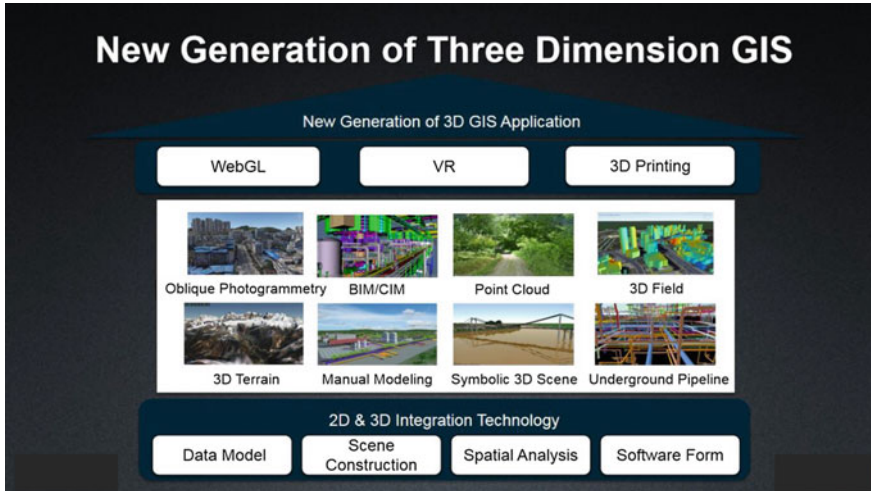 New Generation of Three Dimension GIS
New Generation of 3D GIS Application
WebGL
VR
3D Printing
Oblique Photogrammetry
BIM/CIM
Point Cloud
3D Field
3D Terrain
Manual Modeling
Symbolic 3D Scene
Underground Pipeline
2D & 3D Integration Technology
Data Model
Scene
Construction
Spatial Analysis
Software Form